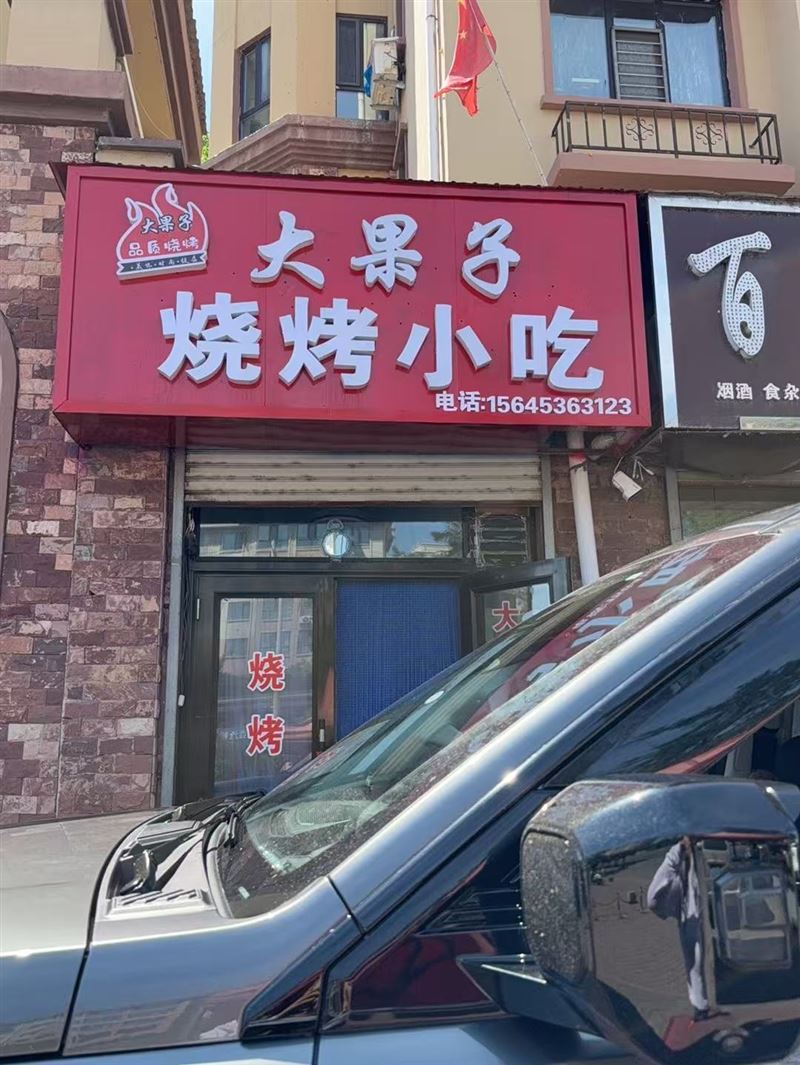 大果子
品质烧烤
大果子
烧烤小吃
电话:15645363123
百
烟酒 食杂
烧
烤
大